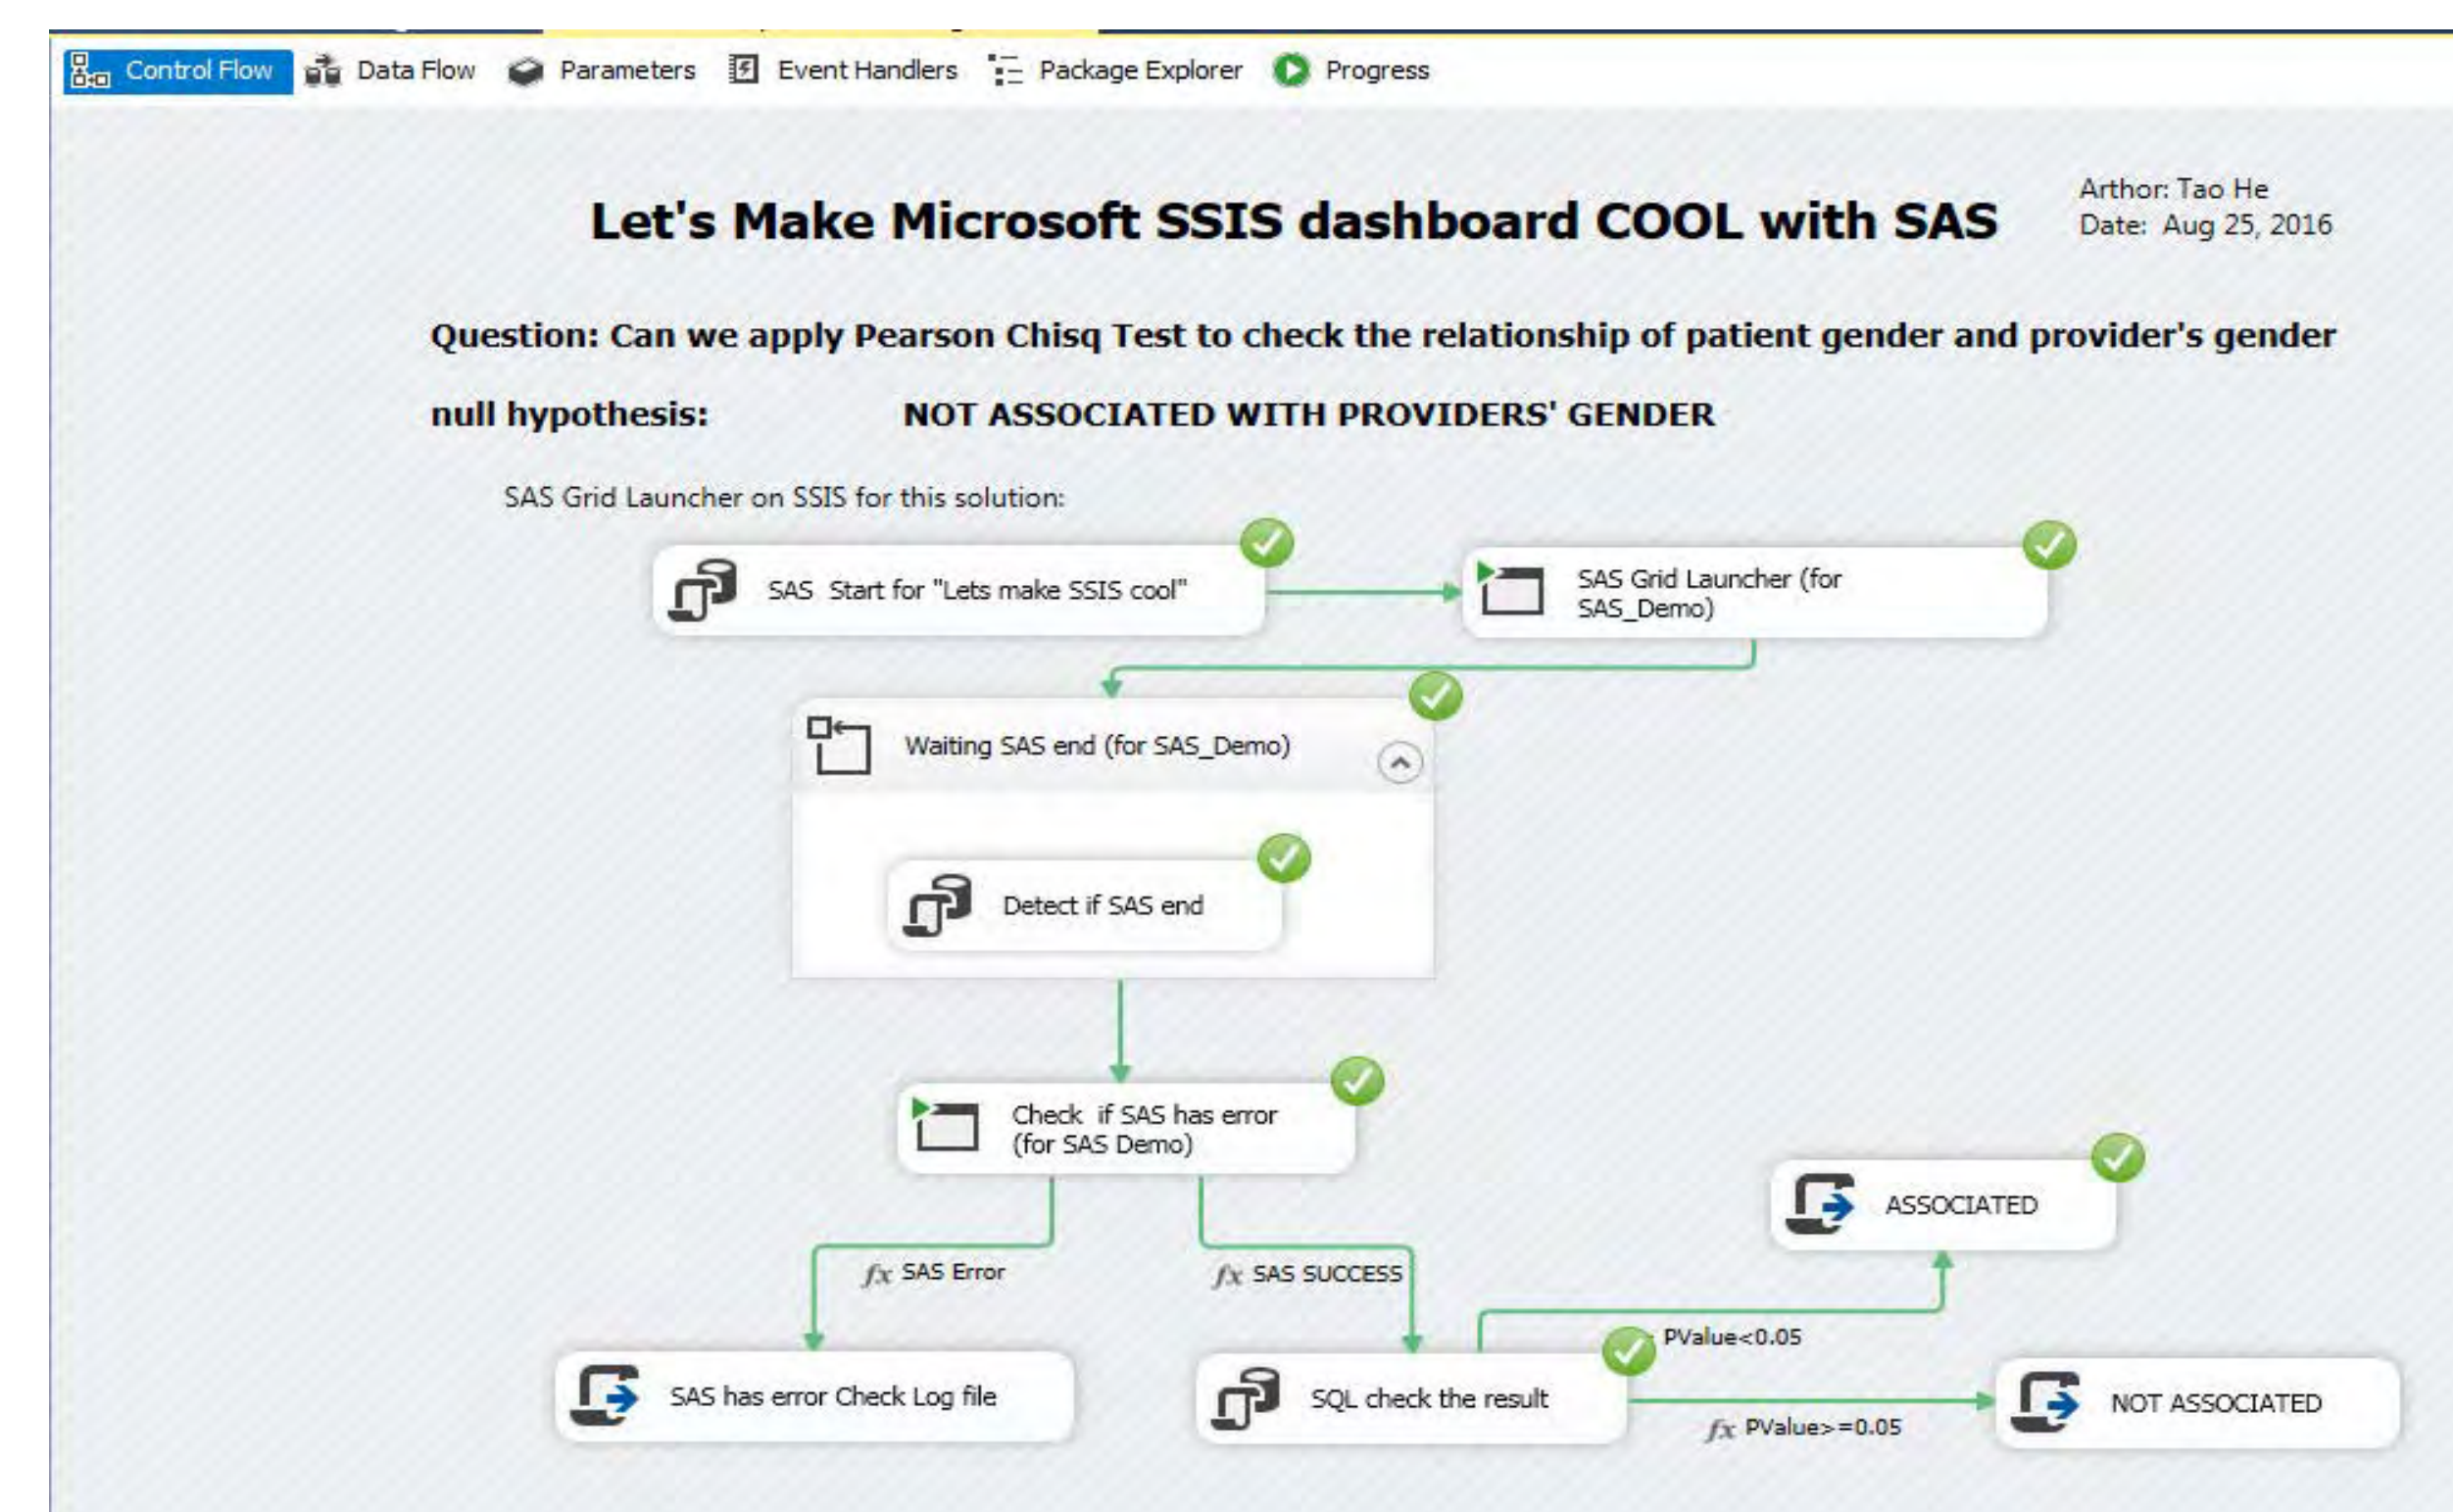 Control Flow Data Flow Parameters Event Handlers Package Explorer Progress
Let's Make Microsoft SSIS dashboard COOL with SAS
Arthor: Tao He
Date: Aug 25, 2016
Question: Can we apply Pearson Chisq Test to check the relationship of patient gender and provider's gender
null hypothesis: NOT ASSOCIATED WITH PROVIDERS' GENDER
SAS Grid Launcher on SSIS for this solution:
SAS Start for "Lets make SSIS cool"
SAS Grid Launcher (for
SAS_Demo)
Waiting SAS end (for SAS_Demo)
Detect if SAS end
Check if SAS has error
(for SAS Demo)
ASSOCIATED
fx SAS Error
fx SAS SUCCESS
PValue<0.05
SAS has error Check Log file
SQL check the result
fx PValue>=0.05
NOT ASSOCIATED